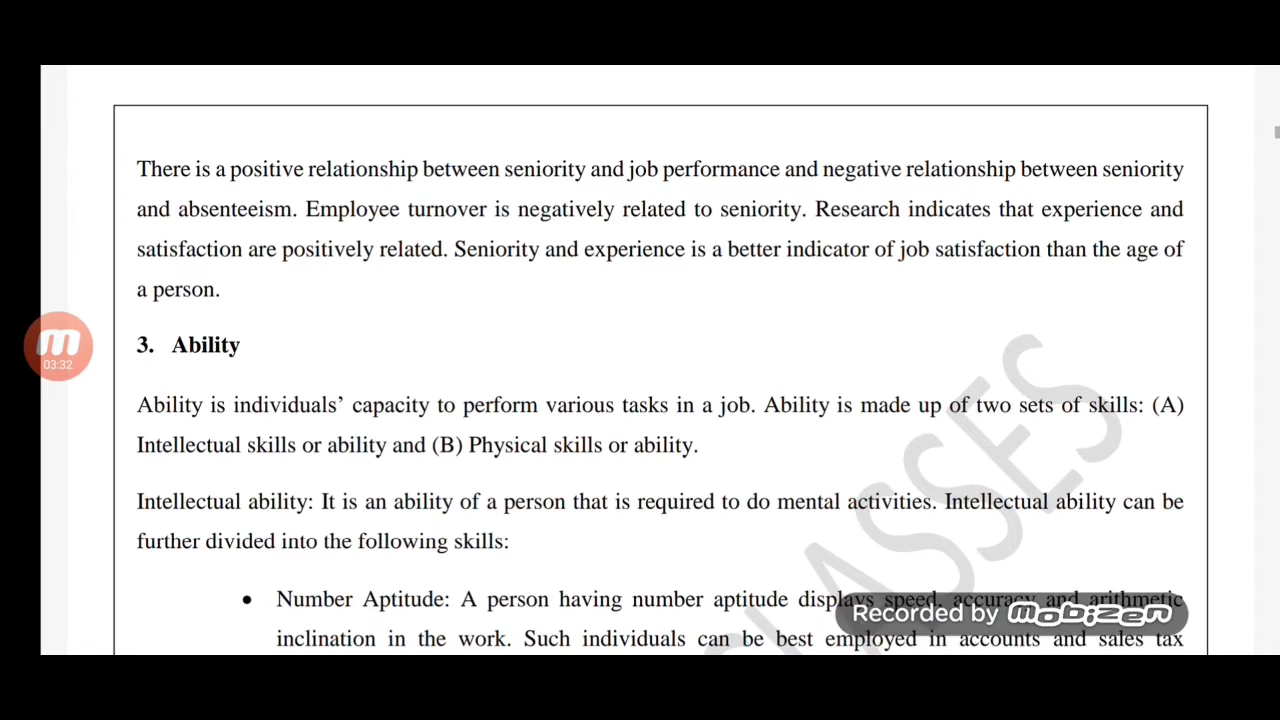 There is a positive relationship between seniority and job performance and negative relationship between seniority
and absenteeism. Employee turnover is negatively related to seniority. Research indicates that experience and
satisfaction are positively related. Seniority and experience is a better indicator of job satisfaction than the age of
a person.
3. Ability
Ability is individuals’ capacity to perform various tasks in a job. Ability is made up of two sets of skills: (A)
Intellectual skills or ability and (B) Physical skills or ability.
Intellectual ability: It is an ability of a person that is required to do mental activities. Intellectual ability can be
further divided into the following skills:
• Number Aptitude: A person having number aptitude displays speed, accuracy and arithmetic
inclination in the work. Such individuals can be best employed in accounts and sales tax
m
03:32
Recorded by mobizen
LASSES